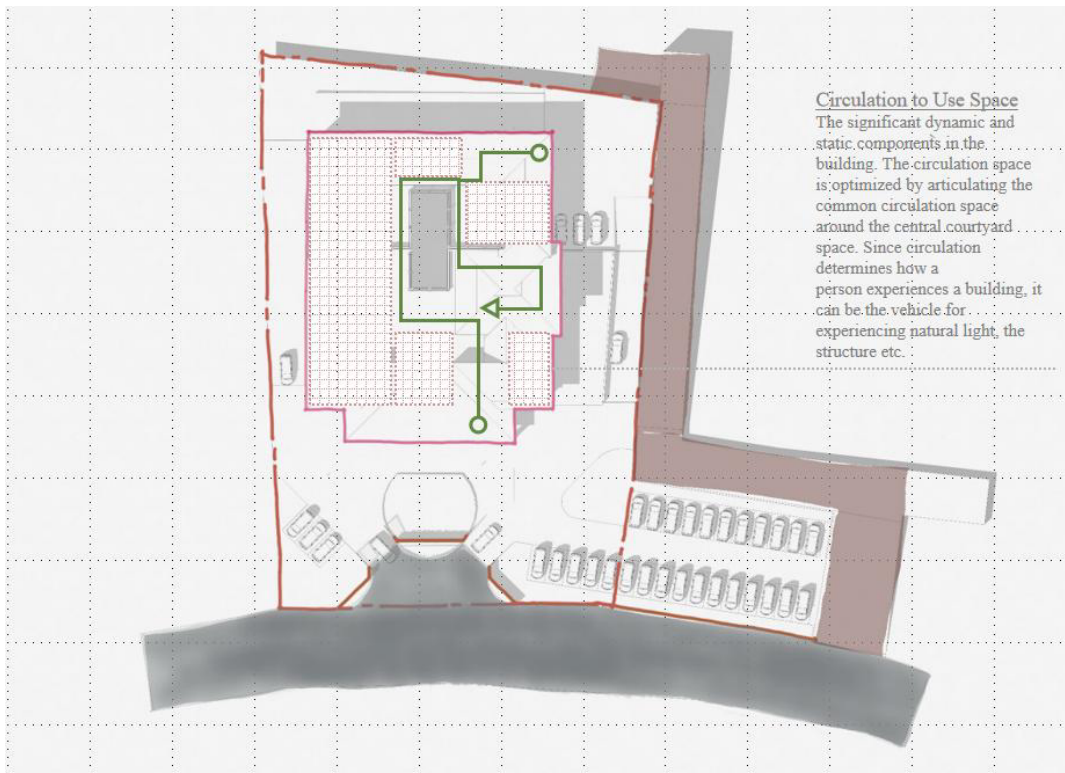 Circulation to Use Space
The significant dynamic and
static components in the
building. The circulation space
is optimized by articulating the
common circulation space
around the central courtyard
space. Since circulation
determines how a
person experiences a building, it
can be the vehicle for
experiencing natural light, the
structure etc.